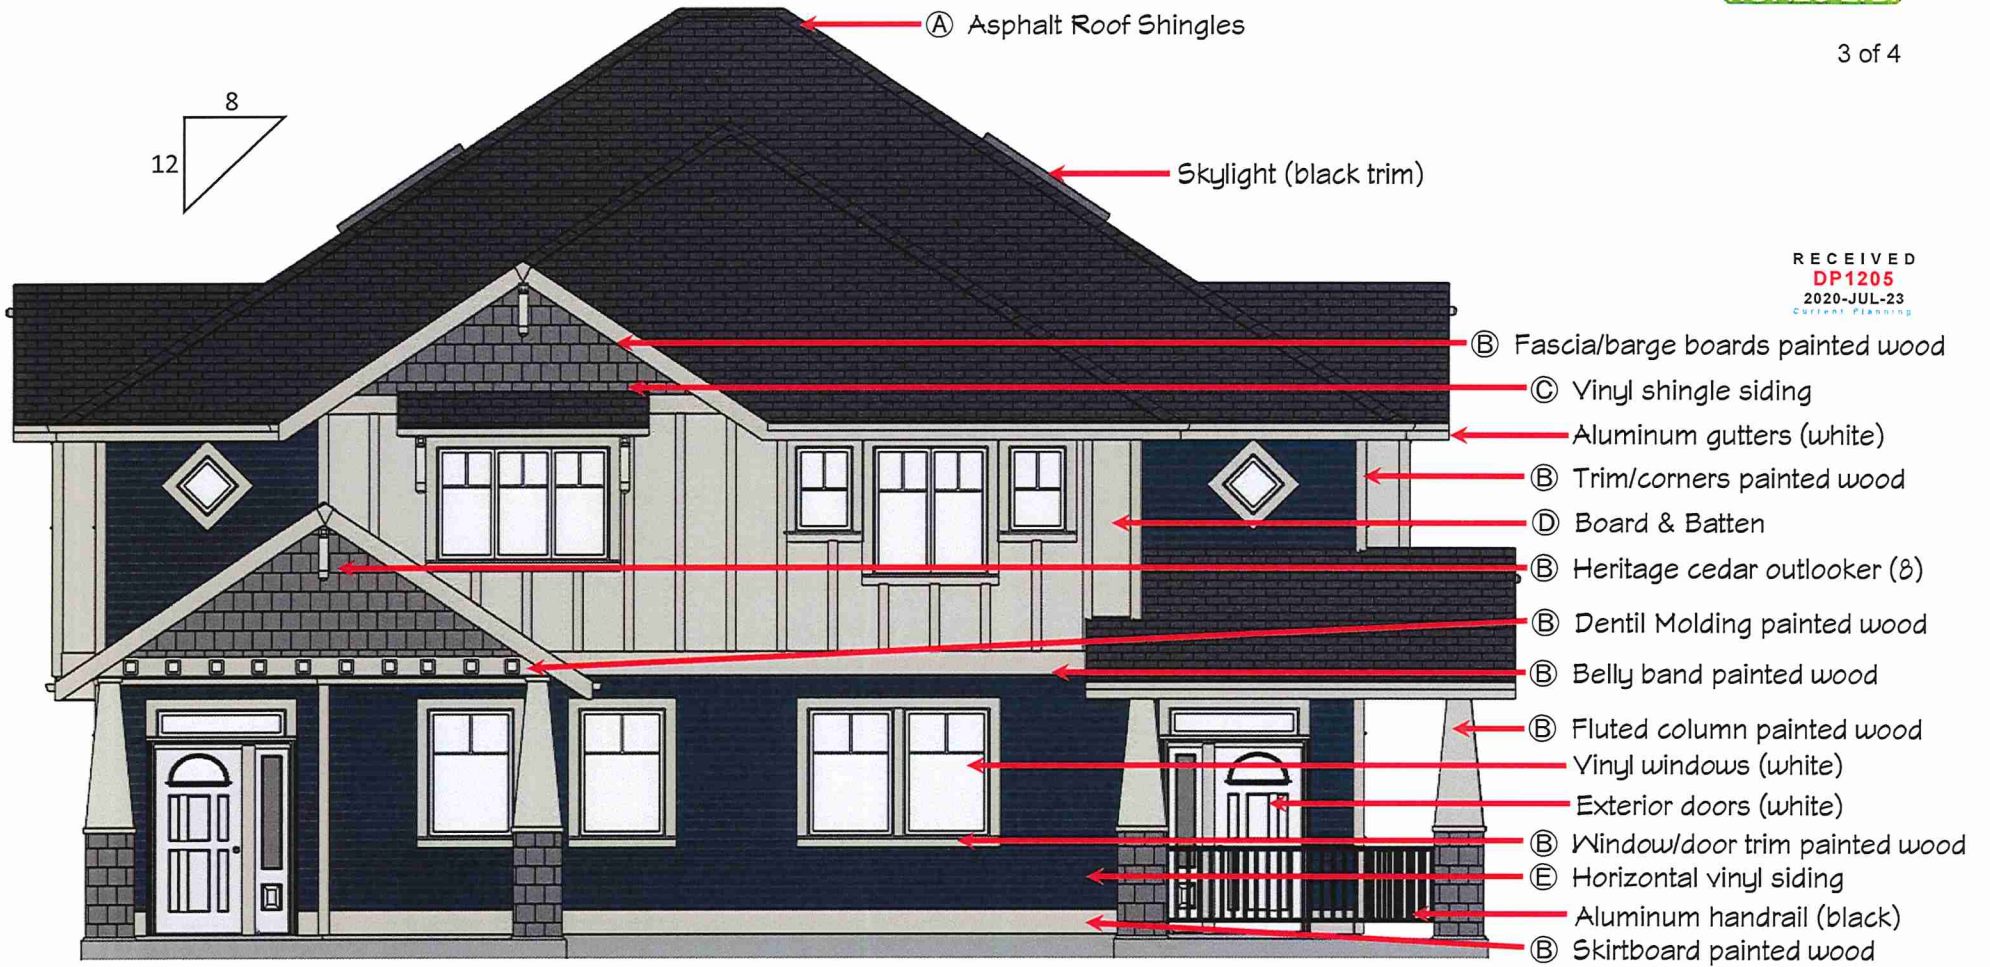 Ⓐ Asphalt Roof Shingles
3 of 4
8
12
Skylight (black trim)
RECEIVED
DP1205
2020-JUL-23
Current Planning
Ⓑ Fascia/barge boards painted wood
Ⓒ Vinyl shingle siding
Aluminum gutters (white)
Ⓑ Trim/corners painted wood
Ⓓ Board & Batten
Ⓑ Heritage cedar outlooker (8)
Ⓑ Dentil Molding painted wood
Ⓑ Belly band painted wood
Ⓑ Fluted column painted wood
Vinyl windows (white)
Exterior doors (white)
Ⓑ Window/door trim painted wood
Ⓔ Horizontal vinyl siding
Aluminum handrail (black)
Ⓑ Skirtboard painted wood